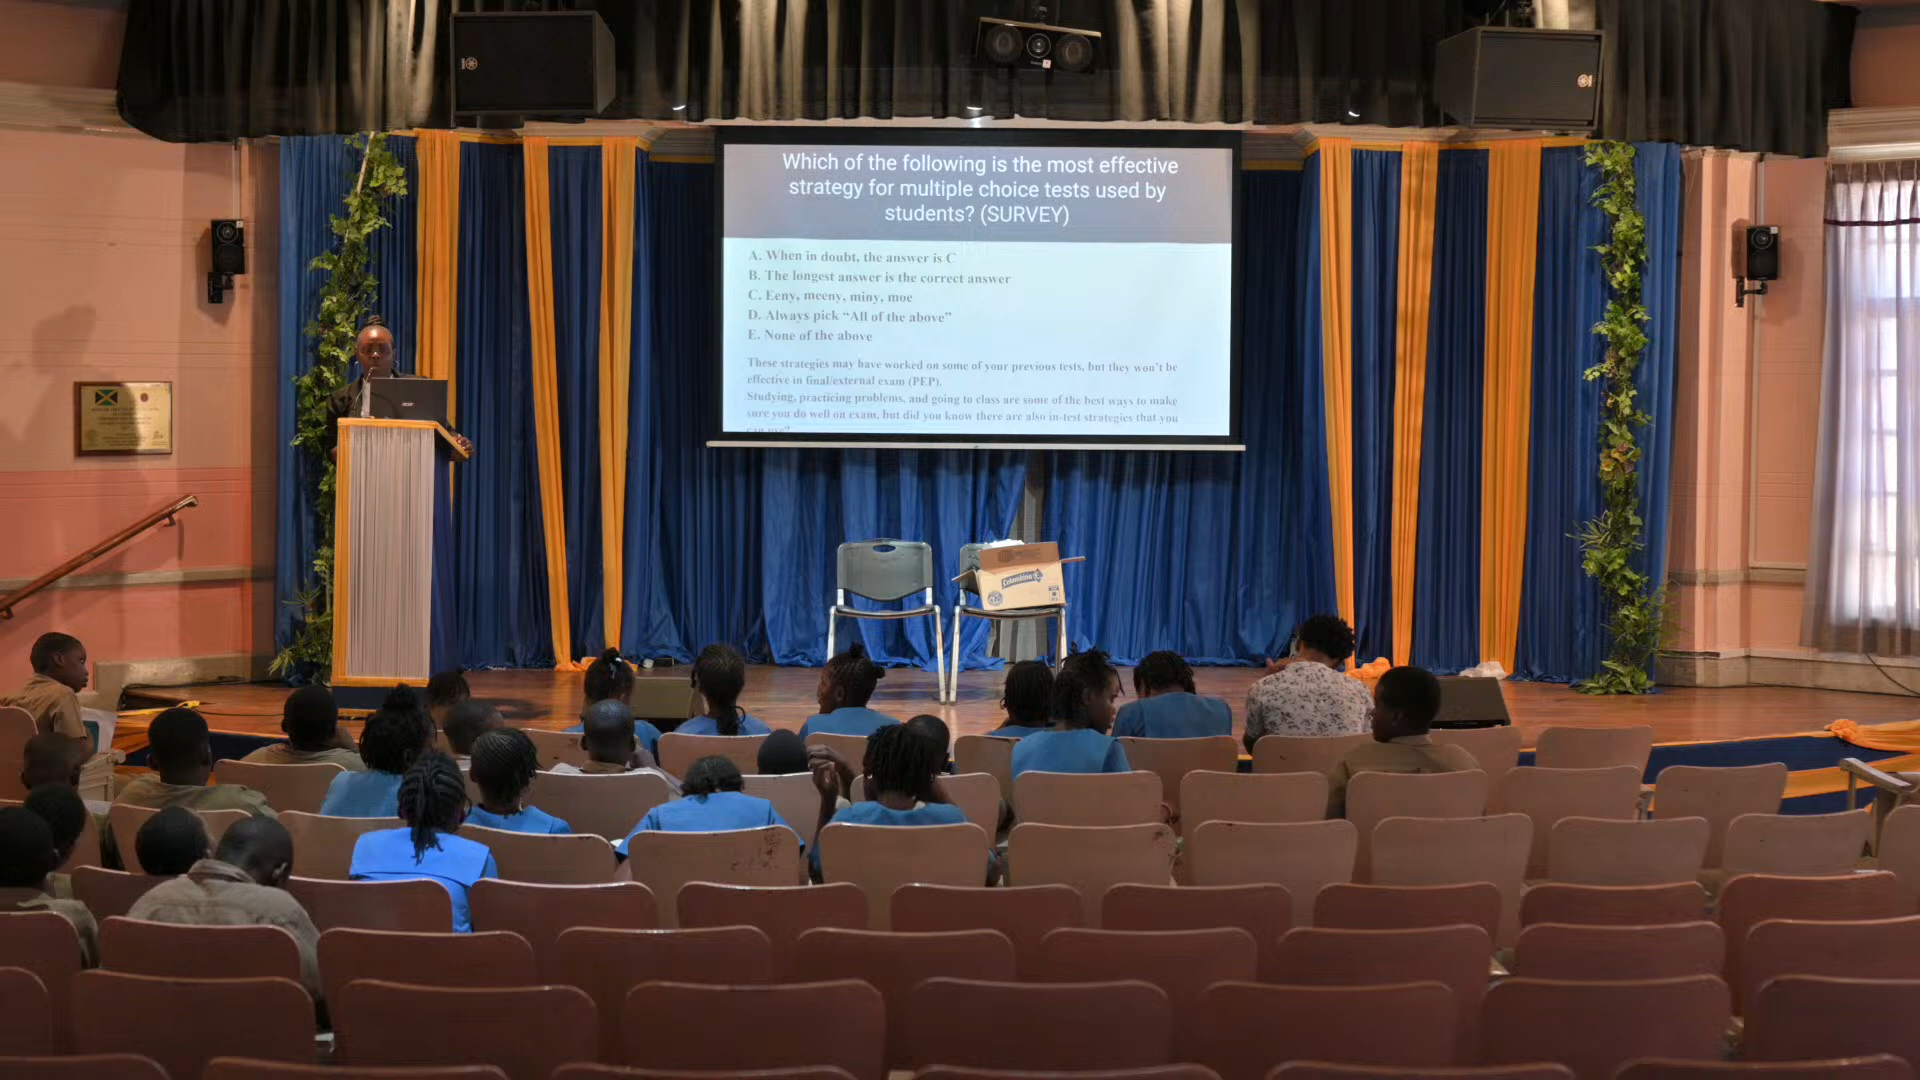 Which of the following is the most effective
strategy for multiple choice tests used by
students? (SURVEY)
A. When in doubt, the answer is C
B. The longest answer is the correct answer
C. Eeny, meeny, miny, moe
D. Always pick “All of the above”
E. None of the above
These strategies may have worked on some of your previous tests, but they won’t be
effective in final/external exam (PEP).
Studying, practicing problems, and going to class are some of the best ways to make
sure you do well on exam, but did you know there are also in-test strategies that you
can use?
acer
Colombina